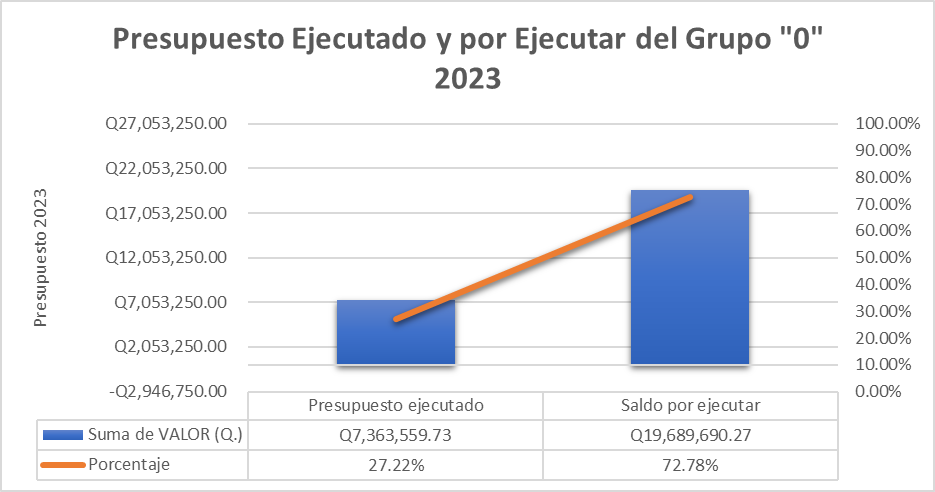 Presupuesto Ejecutado y por Ejecutar del Grupo "0"
2023
Presupuesto 2023
Q27,053,250.00
Q22,053,250.00
Q17,053,250.00
Q12,053,250.00
Q7,053,250.00
Q2,053,250.00
-Q2,946,750.00
100.00%
90.00%
80.00%
70.00%
60.00%
50.00%
40.00%
30.00%
20.00%
10.00%
0.00%
Presupuesto ejecutado Saldo por ejecutar
Suma de VALOR (Q.) Q7,363,559.73 Q19,689,690.27
Porcentaje 27.22% 72.78%